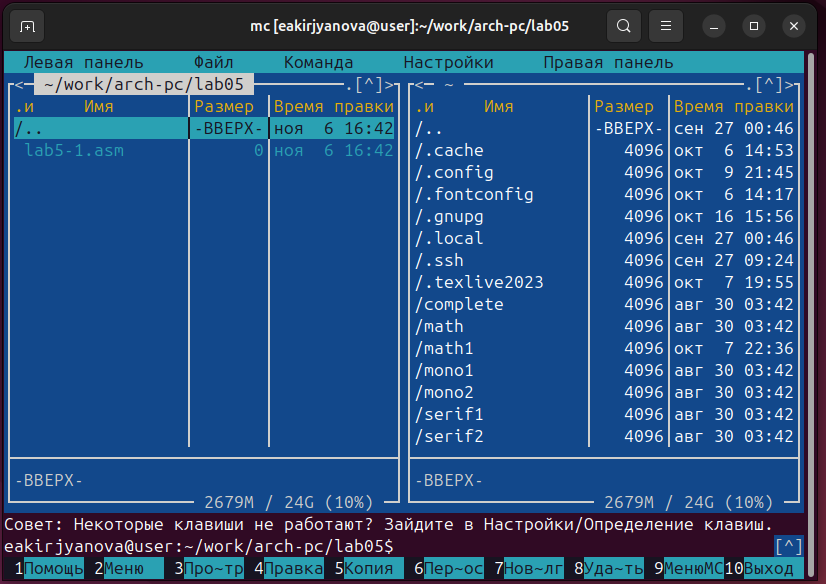 mc [eakirjyanova@user]:~/work/arch-pc/lab05
Левая панель Файл Команда Настройки Правая панель
<- ~/work/arch-pc/lab05 .[^]> <- ~ .[^]>
.и Имя Размер Время правки .и Имя Размер Время правки
/.. -ВВЕРХ- ноя 6 16:42 /.. -ВВЕРХ- сен 27 00:46
lab5-1.asm 0 ноя 6 16:42 /.cache 4096 окт 6 14:53
/.config 4096 окт 9 21:45
/.fontconfig 4096 окт 6 14:17
/.gnupg 4096 окт 16 15:56
/.local 4096 сен 27 00:46
/.ssh 4096 сен 27 09:24
/.texlive2023 4096 окт 7 19:55
/complete 4096 авг 30 03:42
/math 4096 авг 30 03:42
/math1 4096 окт 7 22:36
/mono1 4096 авг 30 03:42
/mono2 4096 авг 30 03:42
/serif1 4096 авг 30 03:42
/serif2 4096 авг 30 03:42
-ВВЕРХ- -ВВЕРХ-
2679M / 24G (10%) 2679M / 24G (10%)
Совет: Некоторые клавиши не работают? Зайдите в Настройки/Определение клавиш.
eakirjyanova@user:~/work/arch-pc/lab05$ [^]
1Помощь 2Меню 3Про~тр 4Правка 5Копия 6Пер~ос 7Нов~лг 8Уда~ть 9МенюMC 10Выход